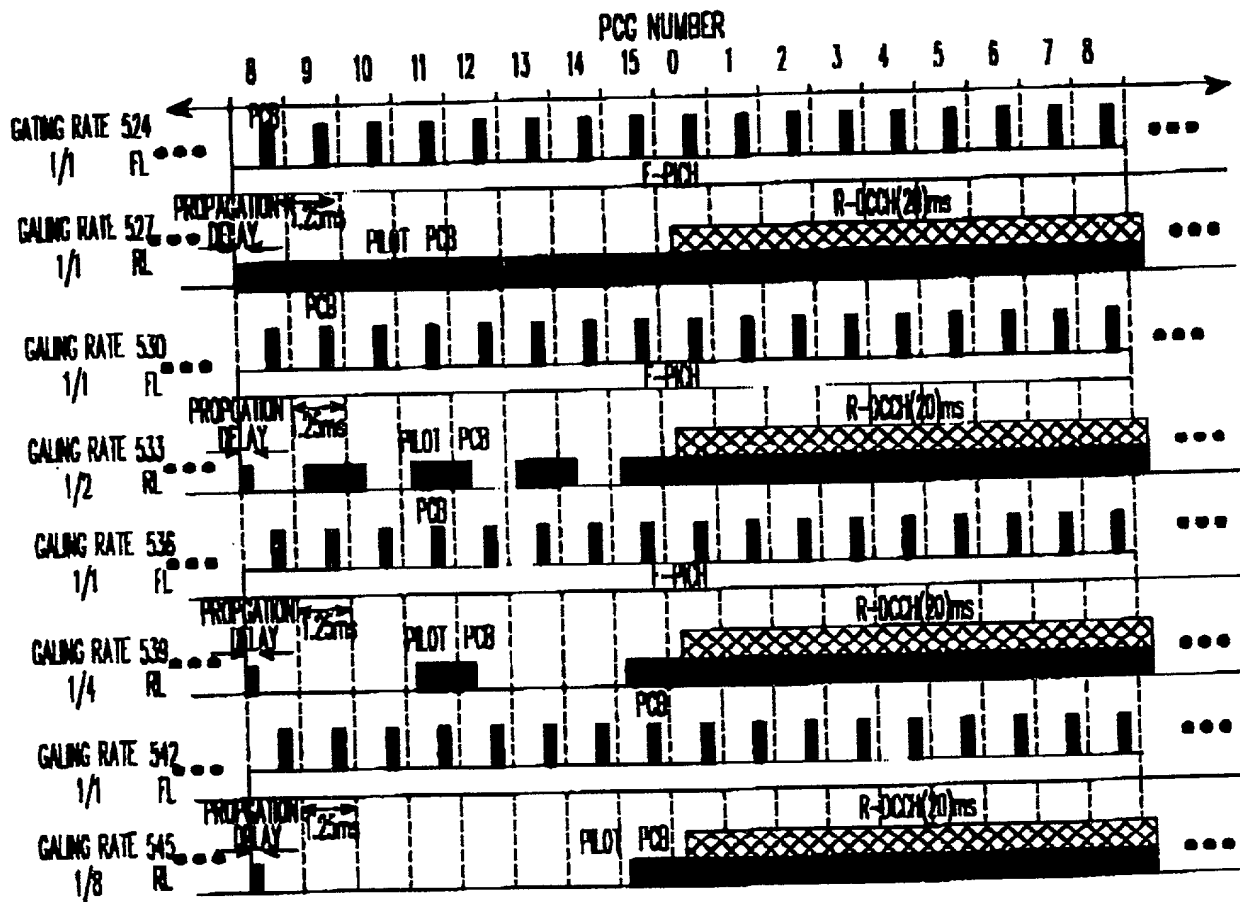 PCG NUMBER
8 9 10 11 12 13 14 15 0 1 2 3 4 5 6 7 8
GATING RATE 524
1/1 FL
PCB
F-PICH
GALING RATE 527
1/1 RL
PROPAGATION
DELAY
1.25ms
PILOT PCB
R-DCCH(20)ms
GALING RATE 530
1/1 FL
PCB
F-PICH
GALING RATE 533
1/2 RL
PROPGATION
DELAY
1.25ms
PILOT PCB
R-DCCH(20)ms
GALING RATE 536
1/1 FL
PCB
F-PICH
GALING RATE 539
1/4 RL
PROPGATION
DELAY
1.25ms
PILOT PCB
R-DCCH(20)ms
GALING RATE 542
1/1 FL
PCB
GALING RATE 545
1/8 RL
PROPGATION
DELAY
1.25ms
PILOT PCB
R-DCCH(20)ms